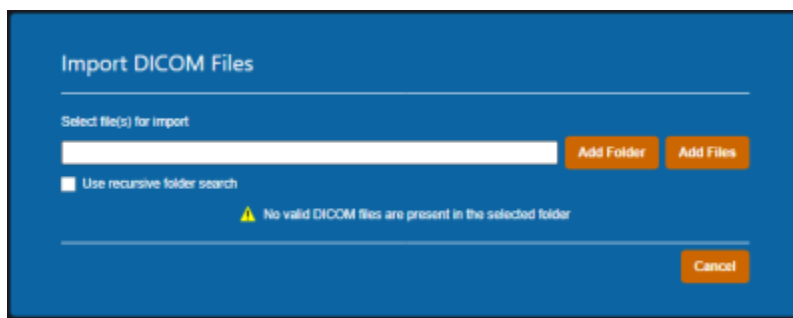 Import DICOM Files
Select file(s) for import
Add Folder Add Files
Use recursive folder search
No valid DICOM files are present in the selected folder
Cancel